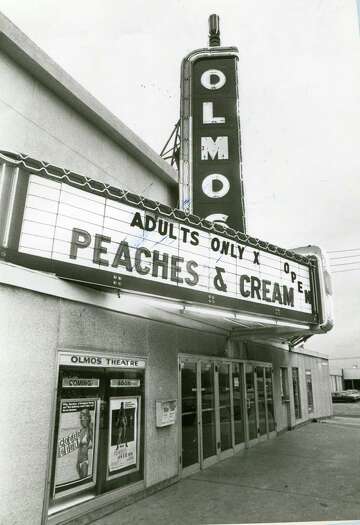 OLMOS
ADULTS ONLY X OPEN
PEACHES & CREAM
OLMOS THEATRE
COMING SOON